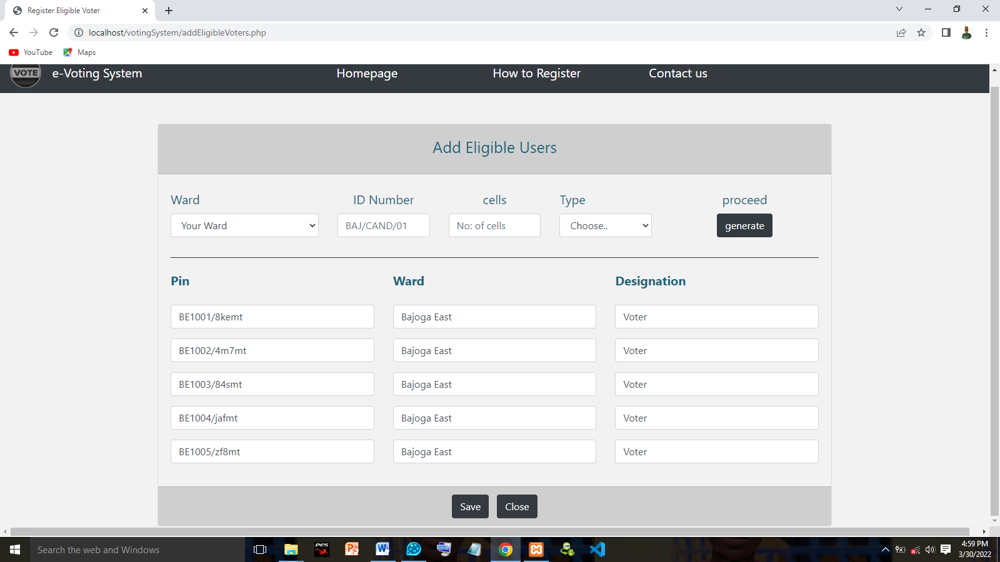 Register Eligible Voter
localhost/votingSystem/addEligibleVoters.php
YouTube Maps
VOTE e-Voting System Homepage How to Register Contact us
Add Eligible Users
Ward ID Number cells Type proceed
Your Ward BAJ/CAND/01 No: of cells Choose.. generate
Pin Ward Designation
BE1001/8kemt Bajoga East Voter
BE1002/4m7mt Bajoga East Voter
BE1003/84smt Bajoga East Voter
BE1004/jafmt Bajoga East Voter
BE1005/zf8mt Bajoga East Voter
Save Close
Search the web and Windows PES 4:59 PM
3/30/2022